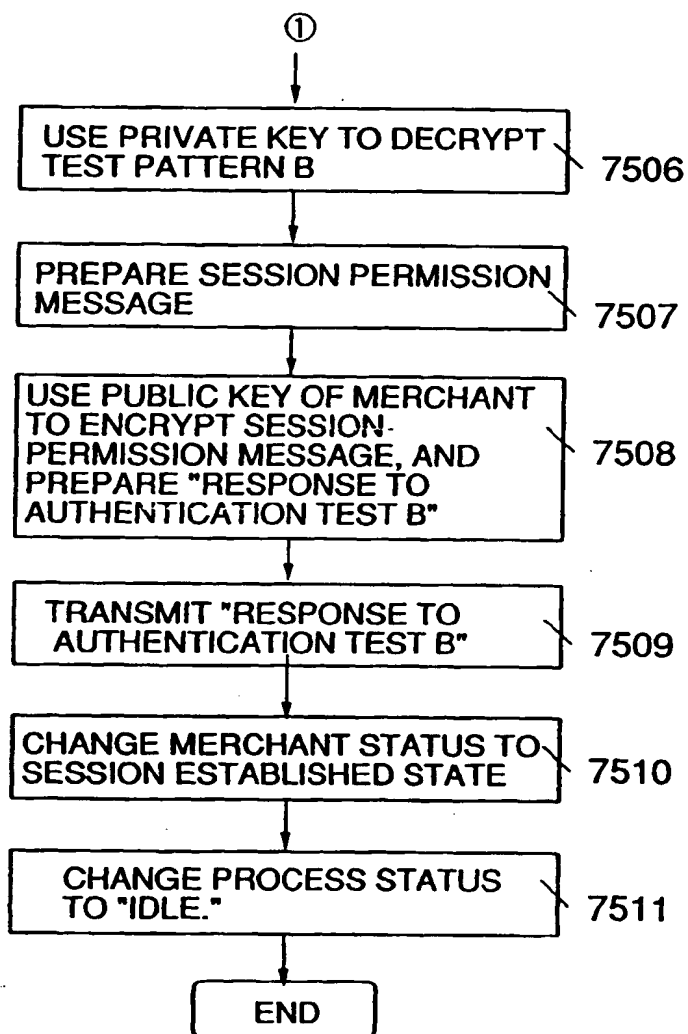 ①
USE PRIVATE KEY TO DECRYPT
TEST PATTERN B
7506
PREPARE SESSION PERMISSION
MESSAGE
7507
USE PUBLIC KEY OF MERCHANT
TO ENCRYPT SESSION-
PERMISSION MESSAGE, AND
PREPARE "RESPONSE TO
AUTHENTICATION TEST B"
7508
TRANSMIT "RESPONSE TO
AUTHENTICATION TEST B"
7509
CHANGE MERCHANT STATUS TO
SESSION ESTABLISHED STATE
7510
CHANGE PROCESS STATUS
TO "IDLE."
7511
END